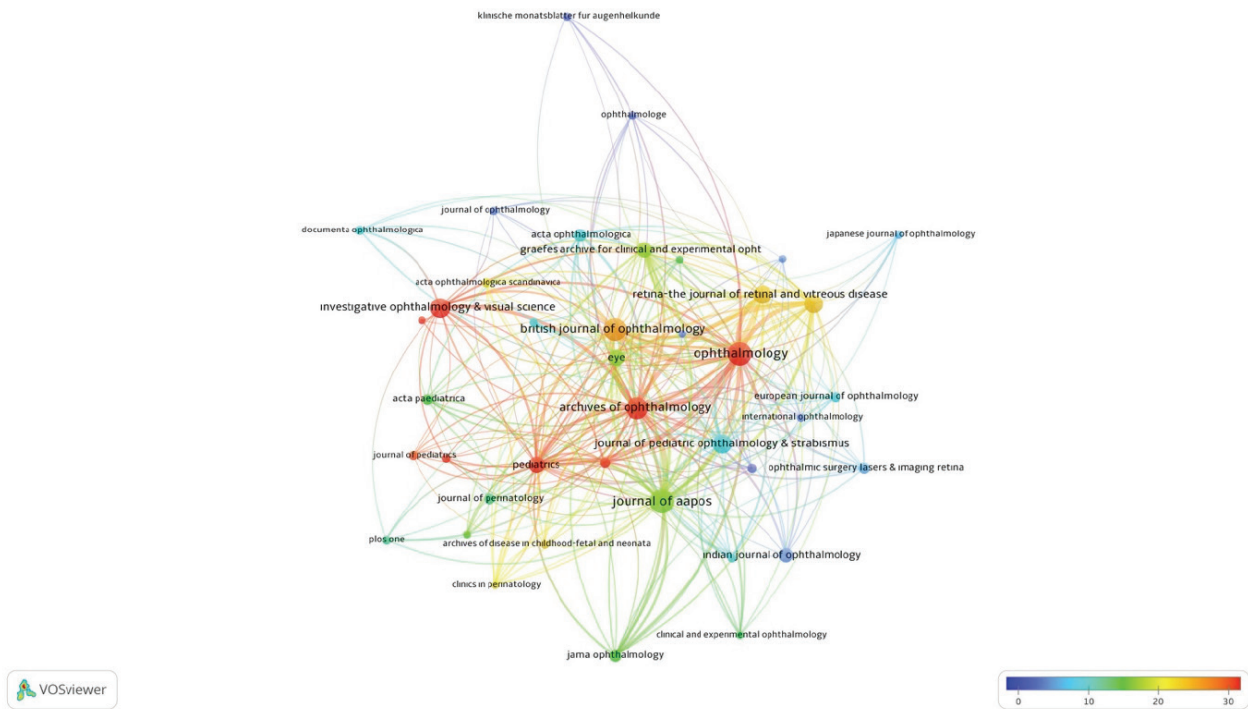 klinische monatsblatter fur augenheilkunde
ophthalmologe
journal of ophthalmology
documenta ophthalmologica
acta ophthalmologica
japanese journal of ophthalmology
graefes archive for clinical and experimental opht
acta ophthalmologica scandinavica
retina-the journal of retinal and vitreous disease
investigative ophthalmology & visual science
british journal of ophthalmology
eye
ophthalmology
acta paediatrica
european journal of ophthalmology
archives of ophthalmology
international ophthalmology
journal of pediatric ophthalmology & strabismus
journal of pediatrics
pediatrics
ophthalmic surgery lasers & imaging retina
journal of perinatology
journal of aapos
plos one
archives of disease in childhood-fetal and neonata
indian journal of ophthalmology
clinics in perinatology
clinical and experimental ophthalmology
jama ophthalmology
VOSviewer
0 10 20 30